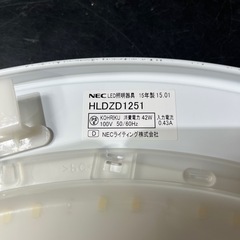 NEC LED照明器具 15年製 15.01
HLDZD1251
KOHRIKU 消費電力 42W 入力電流
100V 50/60Hz 0.43A
D NECライティング株式会社